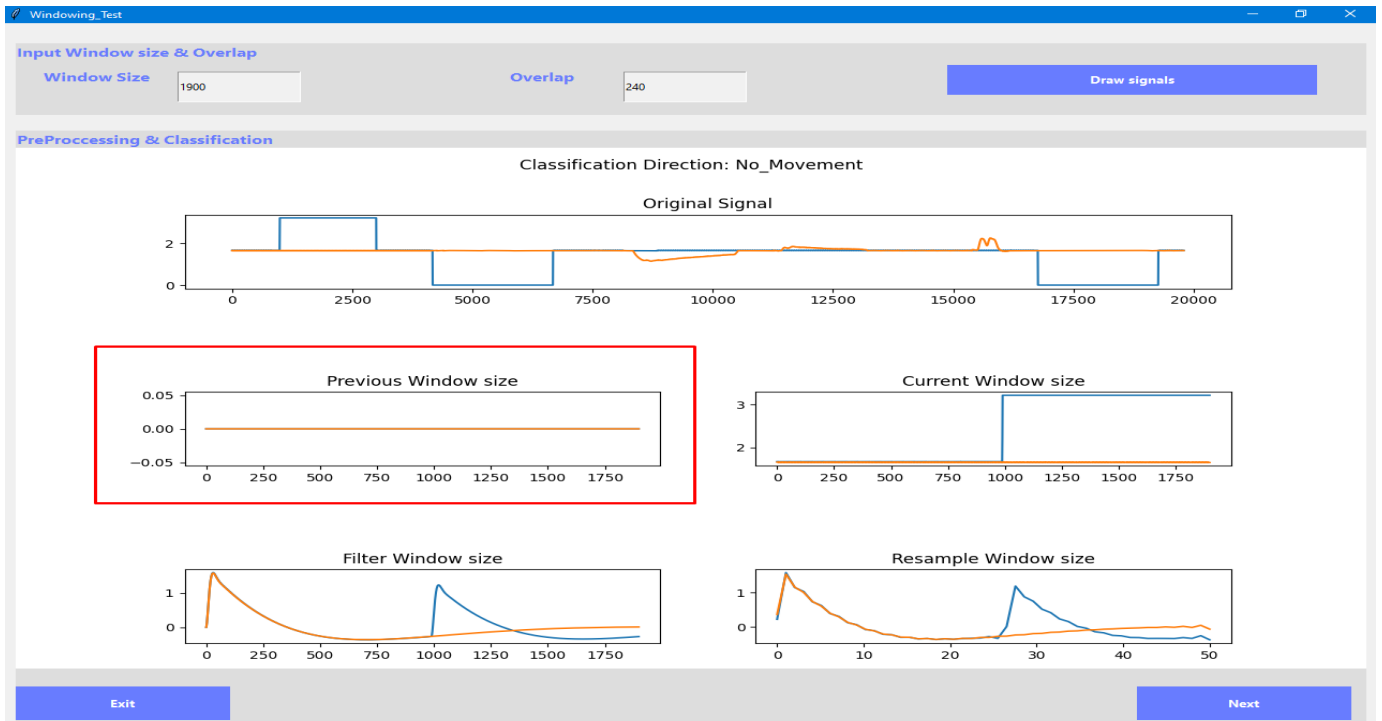 Windowing_Test
Input Window size & Overlap
Window Size 1900 Overlap 240 Draw signals
PreProccessing & Classification
Classification Direction: No_Movement
Original Signal
2
0
0 2500 5000 7500 10000 12500 15000 17500 20000
Previous Window size
0.05
0.00
−0.05
0 250 500 750 1000 1250 1500 1750
Current Window size
3
2
0 250 500 750 1000 1250 1500 1750
Filter Window size
1
0
0 250 500 750 1000 1250 1500 1750
Resample Window size
1
0
0 10 20 30 40 50
Exit Next